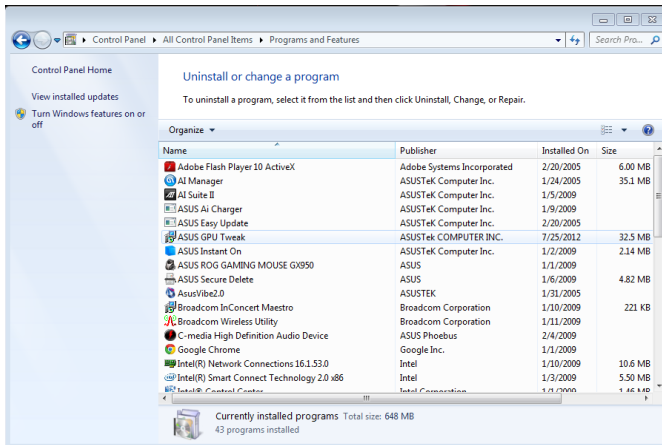 Control Panel All Control Panel Items Programs and Features Search Pro...
Control Panel Home
View installed updates
Turn Windows features on or
off
Uninstall or change a program
To uninstall a program, select it from the list and then click Uninstall, Change, or Repair.
Organize
Name Publisher Installed On Size
Adobe Flash Player 10 ActiveX Adobe Systems Incorporated 2/20/2005 6.00 MB
AI Manager ASUSTeK Computer Inc. 1/24/2005 35.1 MB
AI Suite II ASUSTeK Computer Inc. 1/5/2009
ASUS Ai Charger ASUSTeK Computer Inc. 1/9/2009
ASUS Easy Update ASUSTeK Computer Inc. 2/20/2005
ASUS GPU Tweak ASUSTek COMPUTER INC. 7/25/2012 32.5 MB
ASUS Instant On ASUSTeK Computer Inc. 1/2/2009 2.14 MB
ASUS ROG GAMING MOUSE GX950 ASUS 1/1/2009
ASUS Secure Delete ASUS 1/6/2009 4.82 MB
AsusVibe2.0 ASUSTEK 1/31/2005
Broadcom InConcert Maestro Broadcom Corporation 1/10/2009 221 KB
Broadcom Wireless Utility Broadcom Corporation 1/11/2009
C-media High Definition Audio Device ASUS Phoebus 2/4/2009
Google Chrome Google Inc. 1/1/2009
Intel(R) Network Connections 16.1.53.0 Intel 1/10/2009 10.6 MB
Intel(R) Smart Connect Technology 2.0 x86 Intel 1/3/2009 5.50 MB
Intel® Control Center Intel Corporation 1/1/2009 1.46 MB
Currently installed programs Total size: 648 MB
43 programs installed